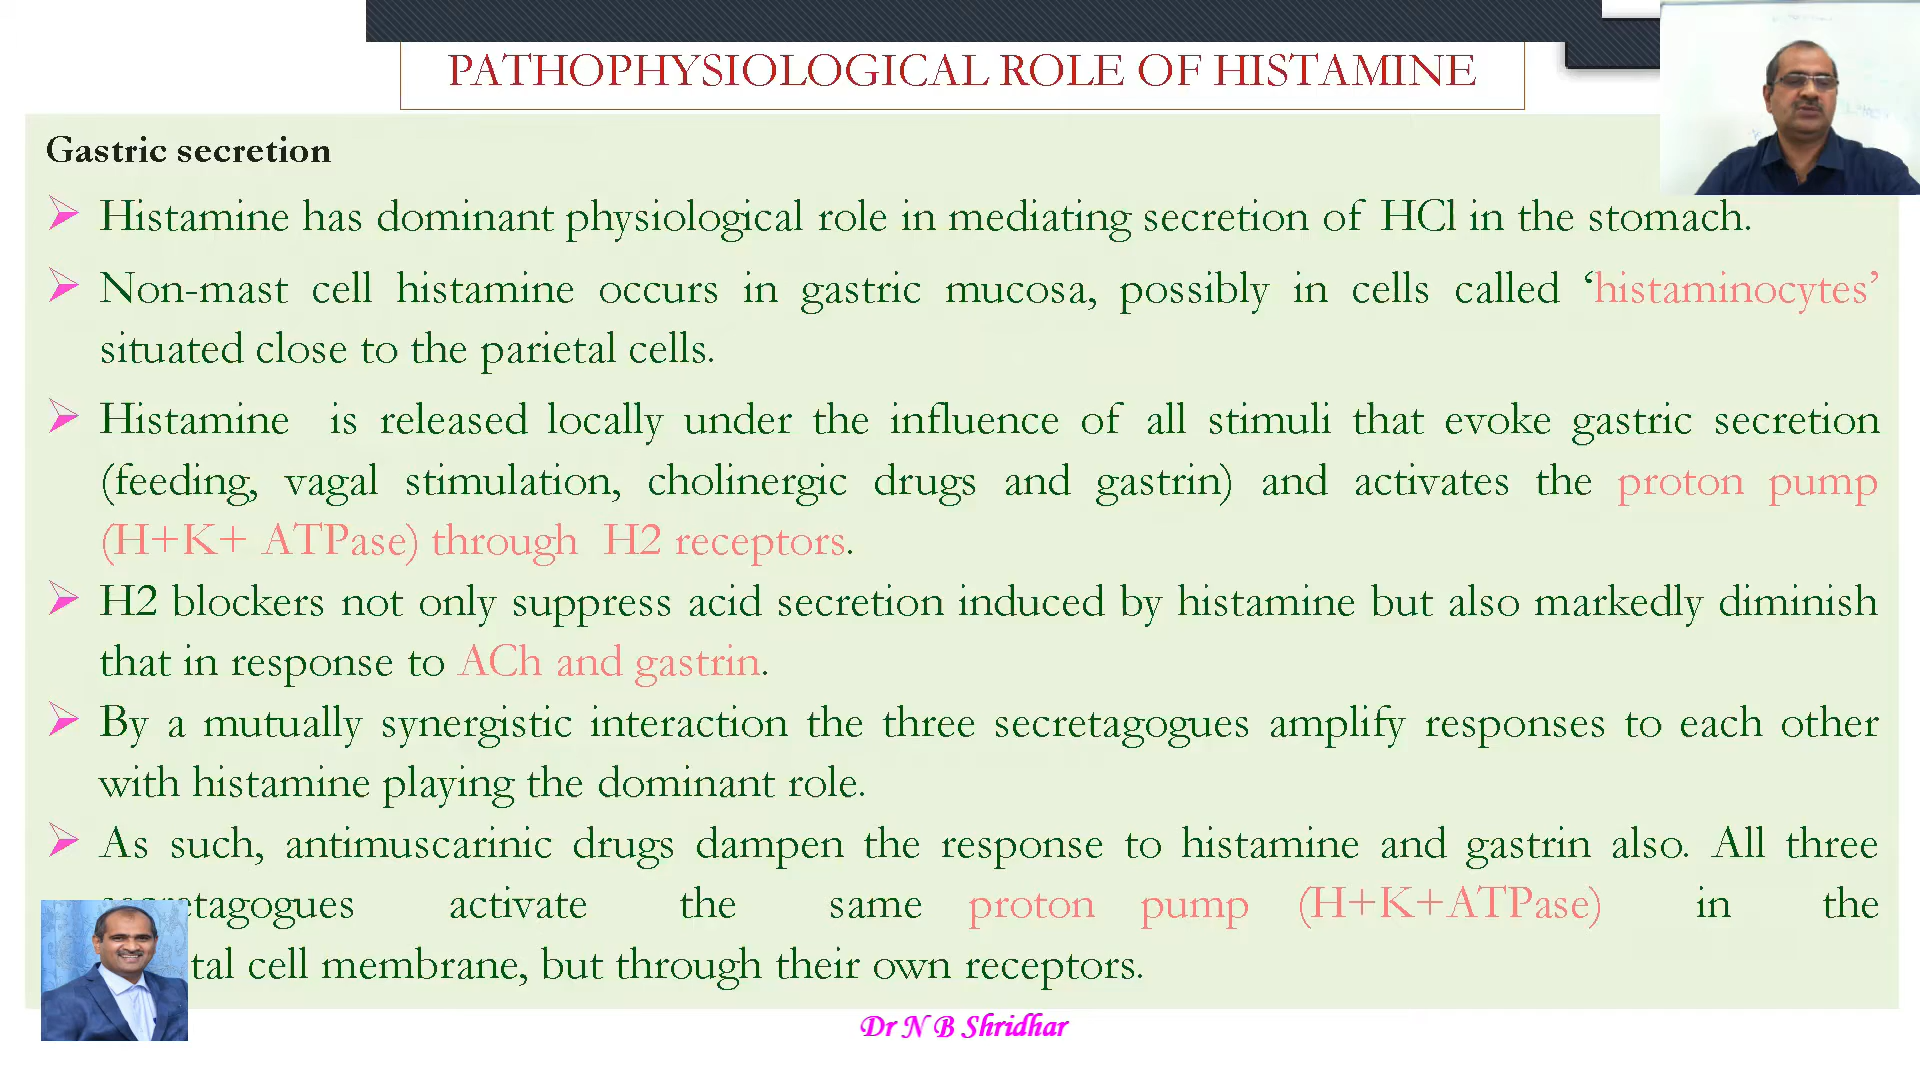 PATHOPHYSIOLOGICAL ROLE OF HISTAMINE
Gastric secretion
Histamine has dominant physiological role in mediating secretion of HCl in the stomach.
Non-mast cell histamine occurs in gastric mucosa, possibly in cells called ‘histaminocytes’
situated close to the parietal cells.
Histamine is released locally under the influence of all stimuli that evoke gastric secretion
(feeding, vagal stimulation, cholinergic drugs and gastrin) and activates the proton pump
(H+K+ ATPase) through H2 receptors.
H2 blockers not only suppress acid secretion induced by histamine but also markedly diminish
that in response to ACh and gastrin.
By a mutually synergistic interaction the three secretagogues amplify responses to each other
with histamine playing the dominant role.
As such, antimuscarinic drugs dampen the response to histamine and gastrin also. All three
secretagogues activate the same proton pump (H+K+ATPase) in the
tal cell membrane, but through their own receptors.
Dr N B Shridhar